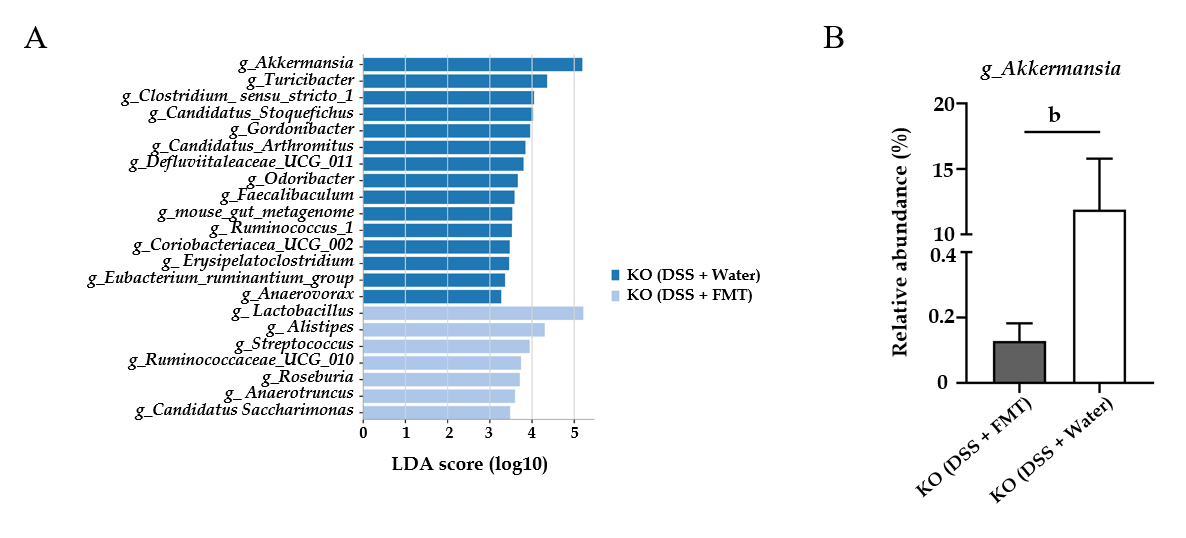 A
g_Akkermansia
g_Turicibacter
g_Clostridium_ sensu_stricto_1
g_Candidatus_Stoquefichus
g_Gordonibacter
g_Candidatus_Arthromitus
g_Defluviitaleaceae_UCG_011
g_Odoribacter
g_Faecalibaculum
g_mouse_gut_metagenome
g_ Ruminococcus_1
g_Coriobacteriacea_UCG_002
g_ Erysipelatoclostridium
g_Eubacterium_ruminantium_group
g_Anaerovorax
g_ Lactobacillus
g_ Alistipes
g_Streptococcus
g_Ruminococcaceae_UCG_010
g_Roseburia
g_ Anaerotruncus
g_Candidatus Saccharimonas
0 1 2 3 4 5
LDA score (log10)
KO (DSS + Water)
KO (DSS + FMT)
B
g_Akkermansia
Relative abundance (%)
20
15
10
0.4
0.2
0
b
KO (DSS + FMT)
KO (DSS + Water)